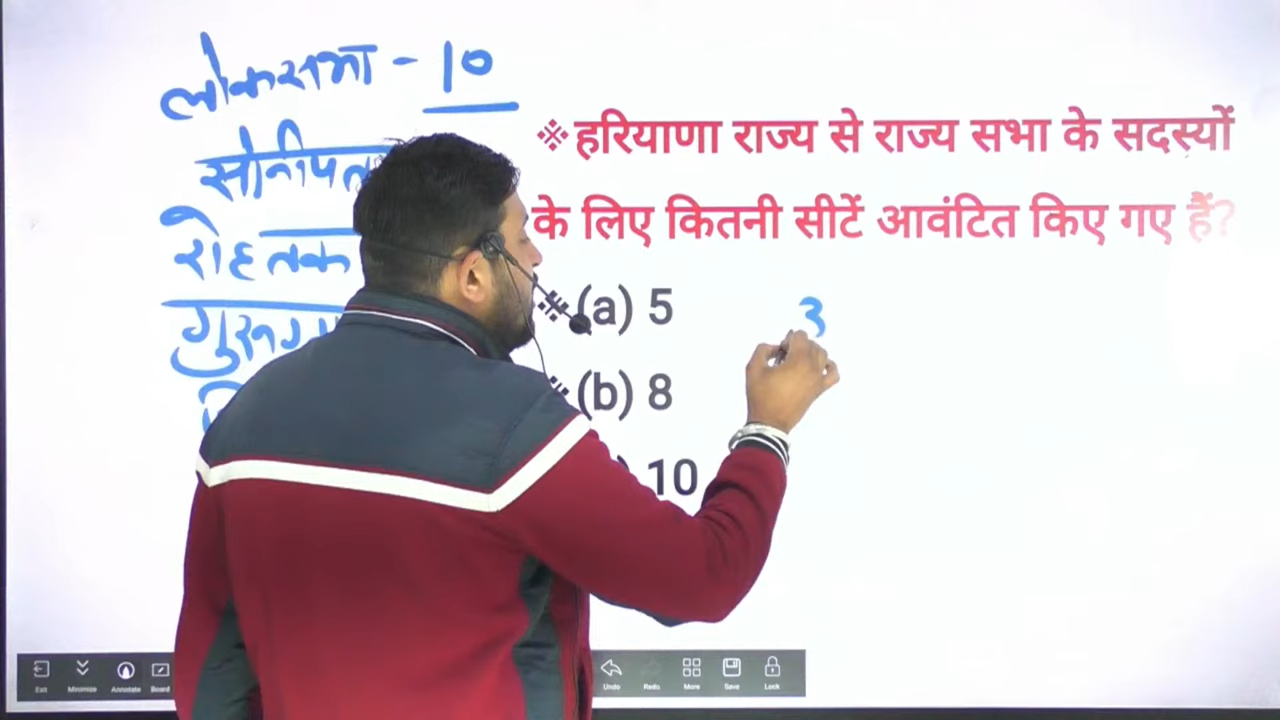 लोकसभा - 10
सोनीपत
रोहतक
※हरियाणा राज्य से राज्य सभा के सदस्यों
के लिए कितनी सीटें आवंटित किए गए हैं?
※(a) 5
(b) 8
10
3
Exit Minimize Annotate Board Undo Redo More Save Lock